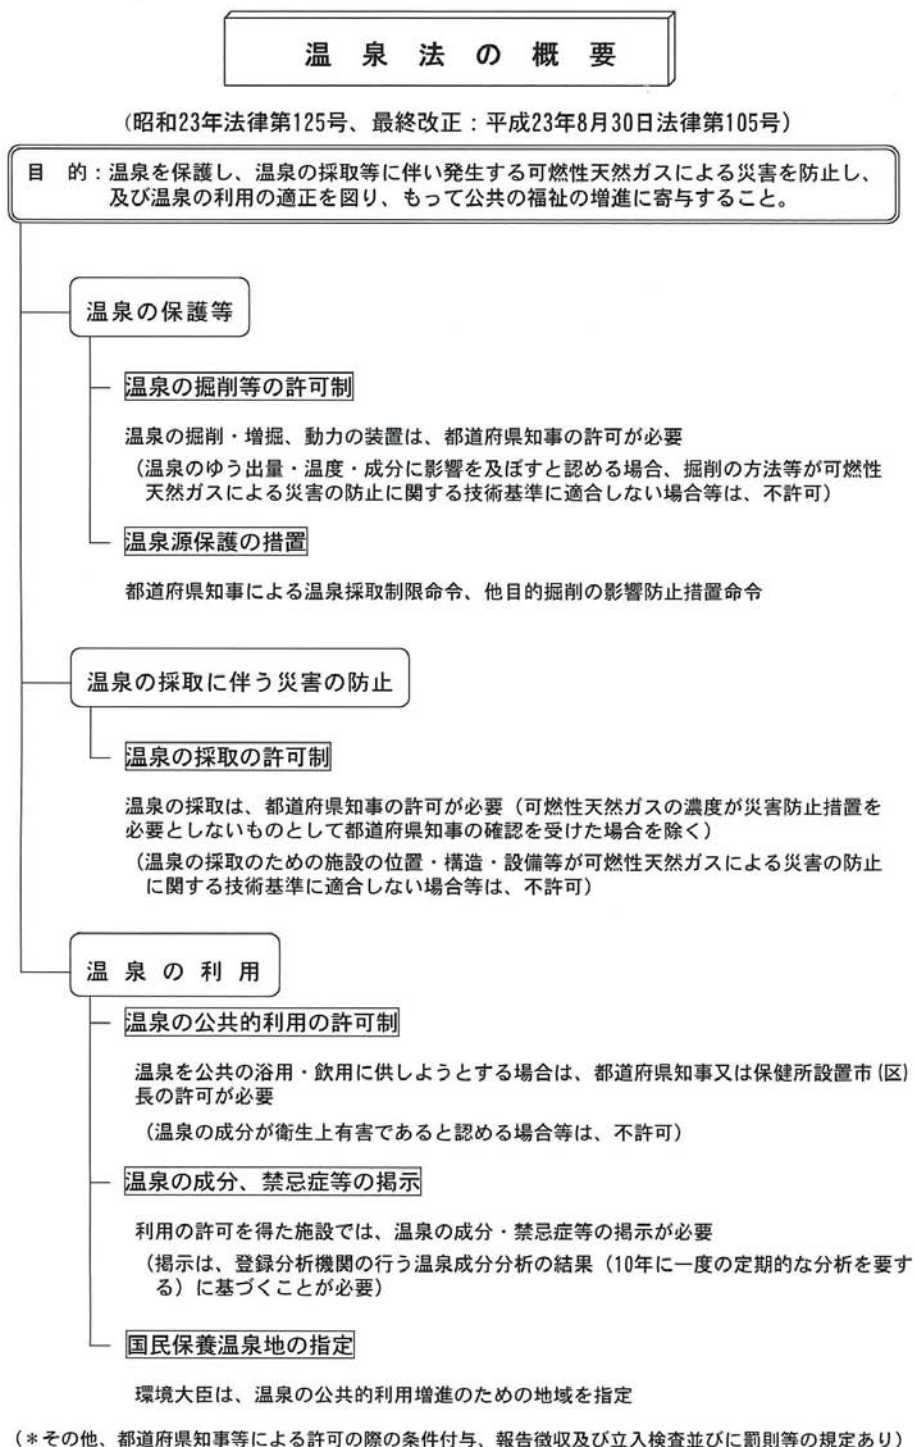 温泉法の概要
（昭和23年法律第125号、最終改正：平成23年8月30日法律第105号）
目　的：温泉を保護し、温泉の採取等に伴い発生する可燃性天然ガスによる災害を防止し、
及び温泉の利用の適正を図り、もって公共の福祉の増進に寄与すること。
温泉の保護等
温泉の掘削等の許可制
温泉の掘削・増掘、動力の装置は、都道府県知事の許可が必要
（温泉のゆう出量・温度・成分に影響を及ぼすと認める場合、掘削の方法等が可燃性
天然ガスによる災害の防止に関する技術基準に適合しない場合等は、不許可）
温泉源保護の措置
都道府県知事による温泉採取制限命令、他目的掘削の影響防止措置命令
温泉の採取に伴う災害の防止
温泉の採取の許可制
温泉の採取は、都道府県知事の許可が必要（可燃性天然ガスの濃度が災害防止措置を
必要としないものとして都道府県知事の確認を受けた場合を除く）
（温泉の採取のための施設の位置・構造・設備等が可燃性天然ガスによる災害の防止
に関する技術基準に適合しない場合等は、不許可）
温泉の利用
温泉の公共的利用の許可制
温泉を公共の浴用・飲用に供しようとする場合は、都道府県知事又は保健所設置市(区)
長の許可が必要
（温泉の成分が衛生上有害であると認める場合等は、不許可）
温泉の成分、禁忌症等の掲示
利用の許可を得た施設では、温泉の成分・禁忌症等の掲示が必要
（掲示は、登録分析機関の行う温泉成分分析の結果（10年に一度の定期的な分析を要す
る）に基づくことが必要）
国民保養温泉地の指定
環境大臣は、温泉の公共的利用増進のための地域を指定
（＊その他、都道府県知事等による許可の際の条件付与、報告徴収及び立入検査並びに罰則等の規定あり）